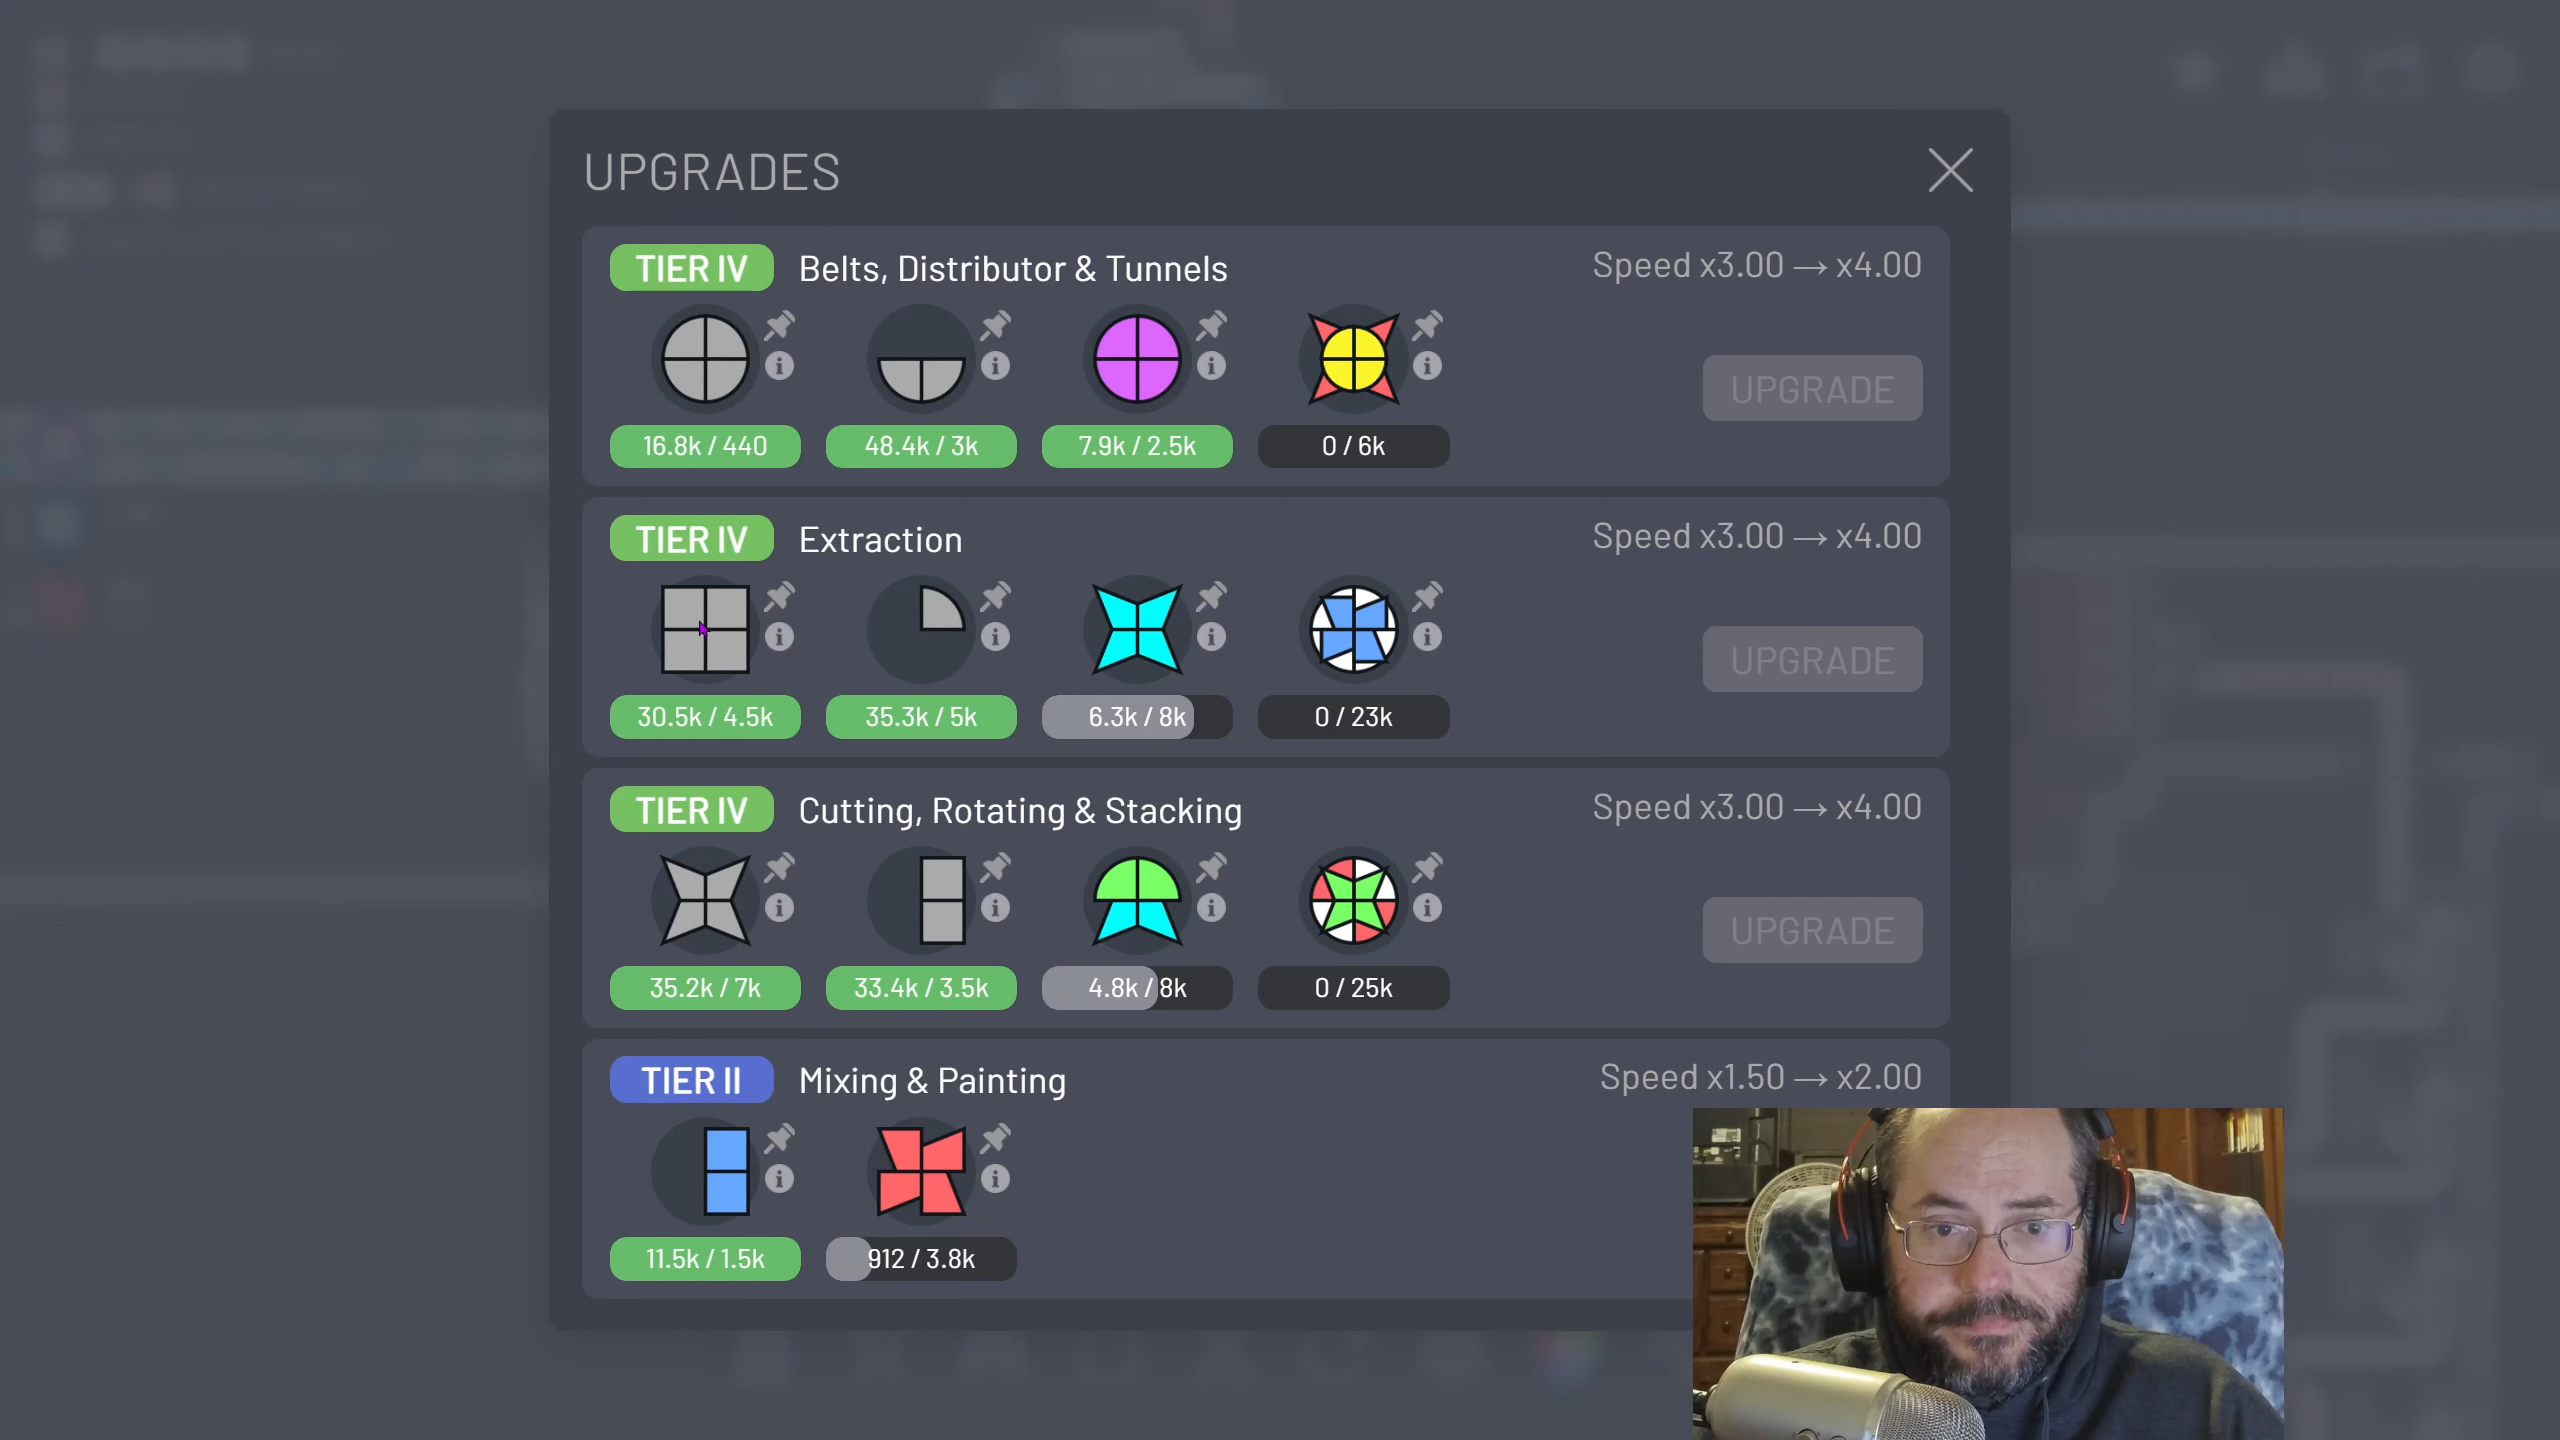 UPGRADES
TIER IV Belts, Distributor & Tunnels Speed x3.00 → x4.00
16.8k / 440 48.4k / 3k 7.9k / 2.5k 0 / 6k UPGRADE
TIER IV Extraction Speed x3.00 → x4.00
30.5k / 4.5k 35.3k / 5k 6.3k / 8k 0 / 23k UPGRADE
TIER IV Cutting, Rotating & Stacking Speed x3.00 → x4.00
35.2k / 7k 33.4k / 3.5k 4.8k / 8k 0 / 25k UPGRADE
TIER II Mixing & Painting Speed x1.50 → x2.00
11.5k / 1.5k 912 / 3.8k